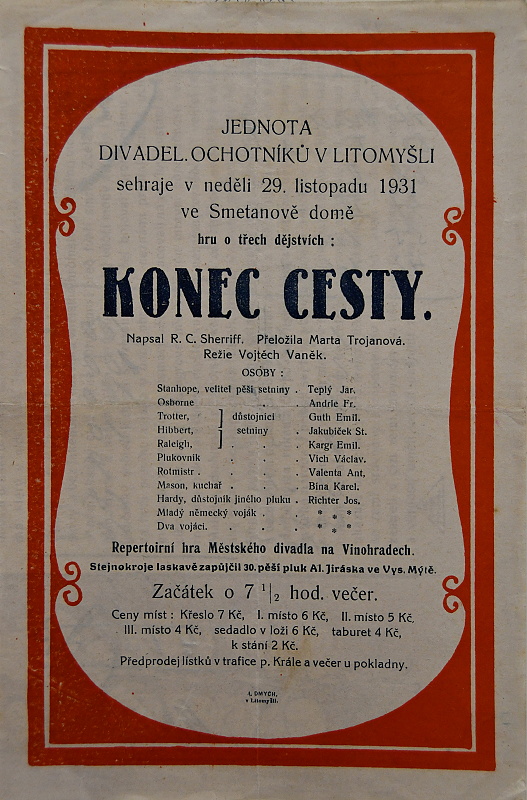 JEDNOTA
DIVADEL. OCHOTNÍKŮ V LITOMYŠLI
sehraje v neděli 29. listopadu 1931
ve Smetanově domě
hru o třech dějstvích :
KONEC CESTY.
Napsal R. C. Sherriff. Přeložila Marta Trojanová.
Režie Vojtěch Vaněk.
OSOBY :
Stanhope, velitel pěší setniny . Teplý Jar.
Osborne . . Andrle Fr.
Trotter, ] důstojníci Guth Emil.
Hibbert, ] setniny . Jakubíček St.
Raleigh, ] . . Kargr Emil.
Plukovník . . . Vich Václav.
Rotmistr . . . . Valenta Ant,
Mason, kuchař . . . Bína Karel.
Hardy, důstojník jiného pluku . Richter Jos.
Mladý německý voják . . * * *
Dva vojáci. . . . * * *
Repertoirní hra Městského divadla na Vinohradech.
Stejnokroje laskavě zapůjčil 30. pěší pluk Al. Jiráska ve Vys. Mýtě.
Začátek o 7 1/2 hod. večer.
Ceny míst : Křeslo 7 Kč, I. místo 6 Kč, II. místo 5 Kč,
III. místo 4 Kč, sedadlo v loži 6 Kč, taburet 4 Kč,
k stání 2 Kč.
Předprodej lístků v trafice p. Krále a večer u pokladny.
DMYCH,
v Litomyšli.